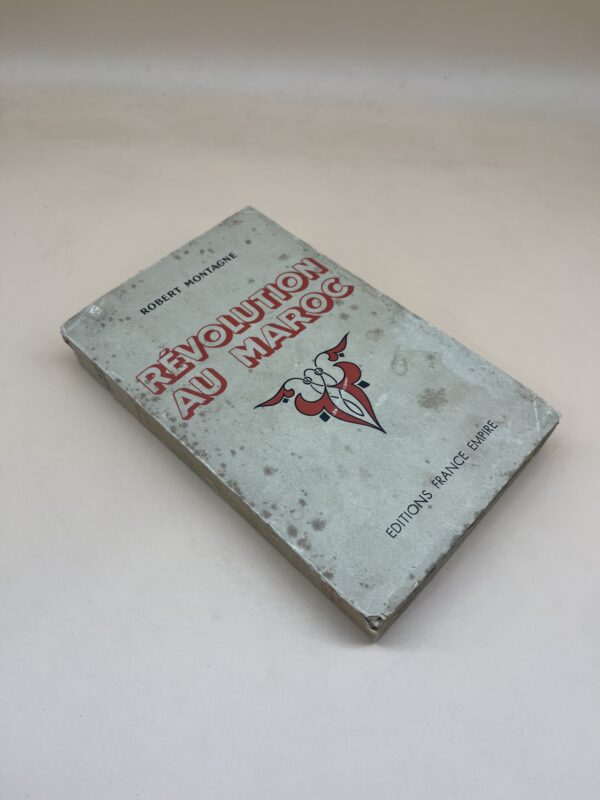 ROBERT MONTAGNE
RÉVOLUTION
AU MAROC
EDITIONS FRANCE EMPIRE